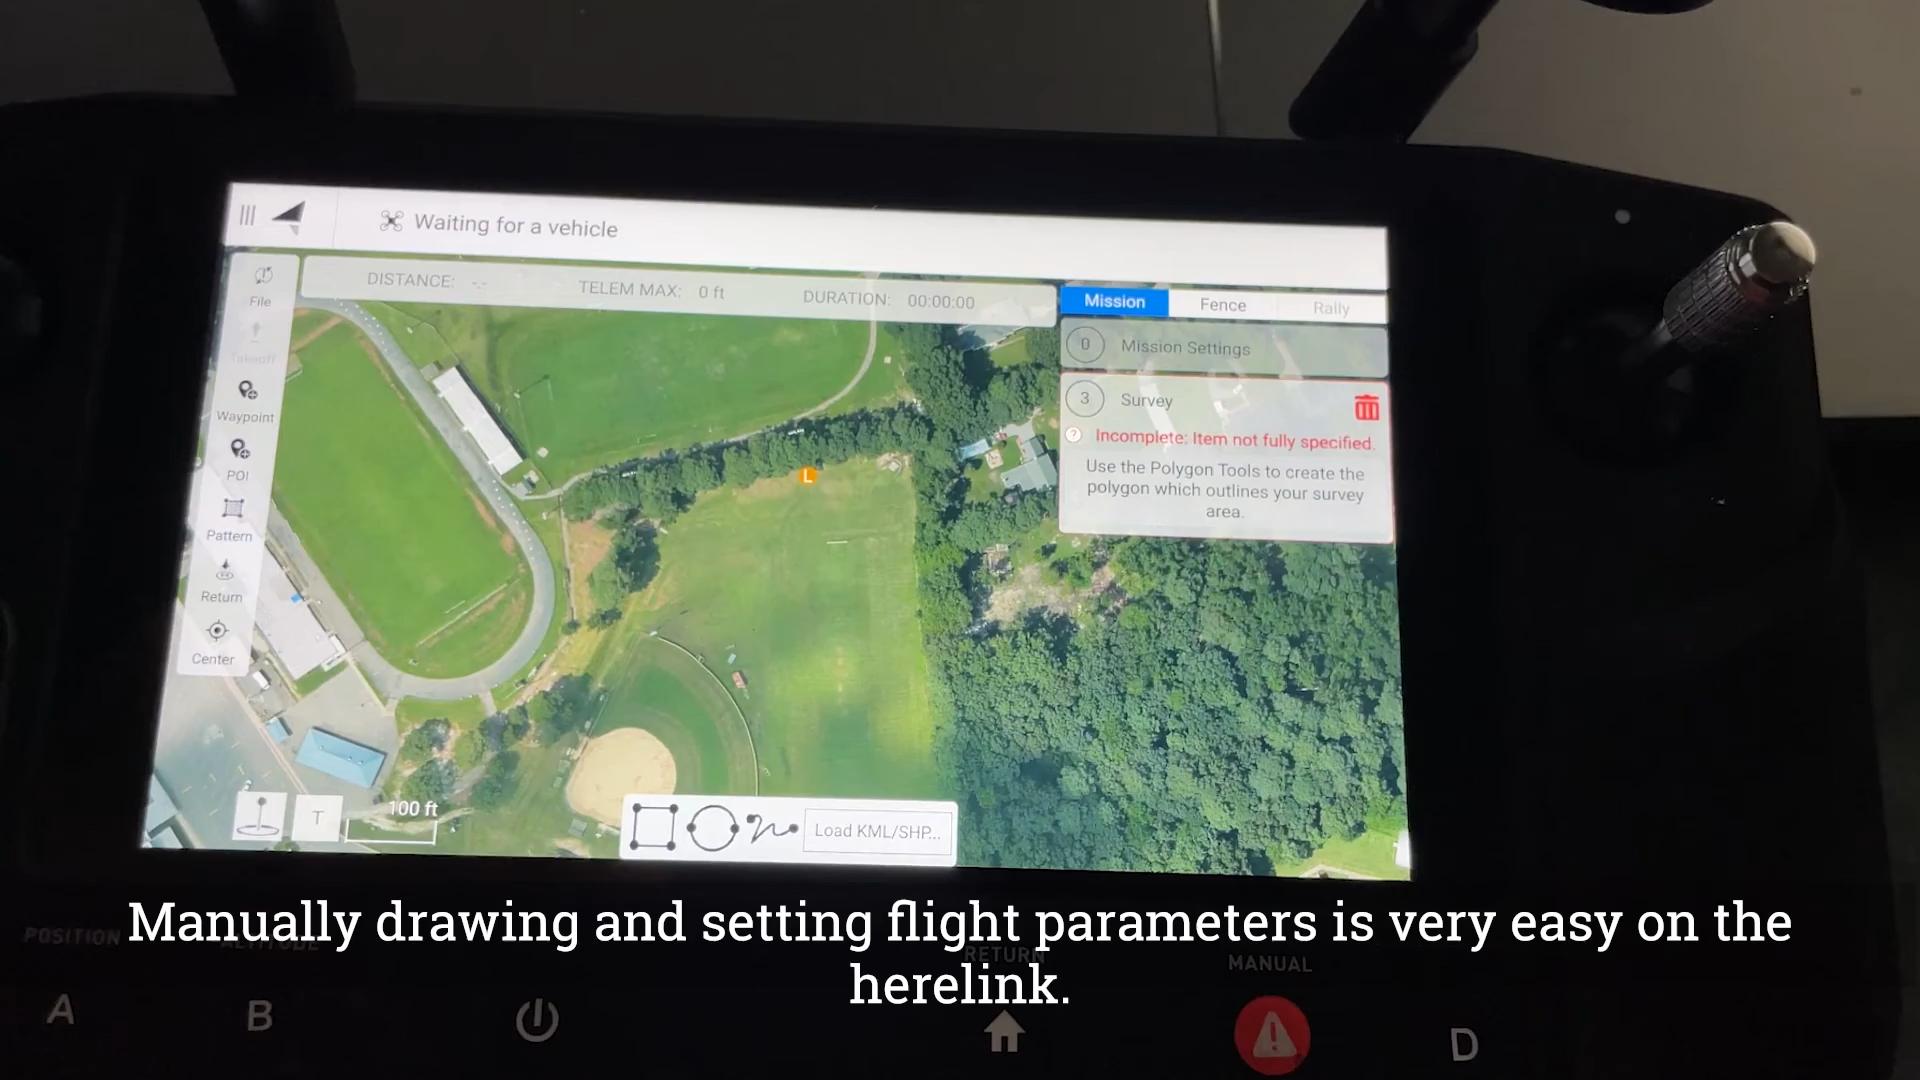 Waiting for a vehicle
DISTANCE: -.-
TELEM MAX: 0 ft
DURATION: 00:00:00
File
Takeoff
Waypoint
POI
Pattern
Return
Center
Mission
Fence
Rally
0
Mission Settings
3
Survey
? Incomplete: Item not fully specified.
Use the Polygon Tools to create the
polygon which outlines your survey
area.
L
T
100 ft
Load KML/SHP...
Manually drawing and setting flight parameters is very easy on the
herelink.
POSITION
ALTITUDE
RETURN
MANUAL
A
B
D